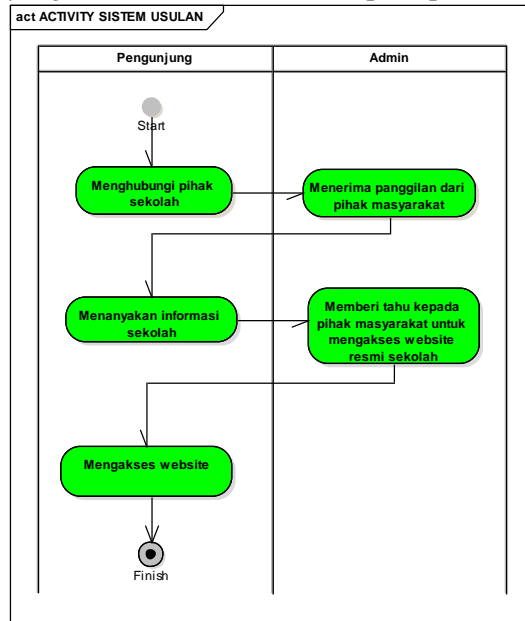 act ACTIVITY SISTEM USULAN
Pengunjung
Admin
Start
Menghubungi pihak
sekolah
Menerima panggilan dari
pihak masyarakat
Menanyakan informasi
sekolah
Memberi tahu kepada
pihak masyarakat untuk
mengakses website
resmi sekolah
Mengakses website
Finish